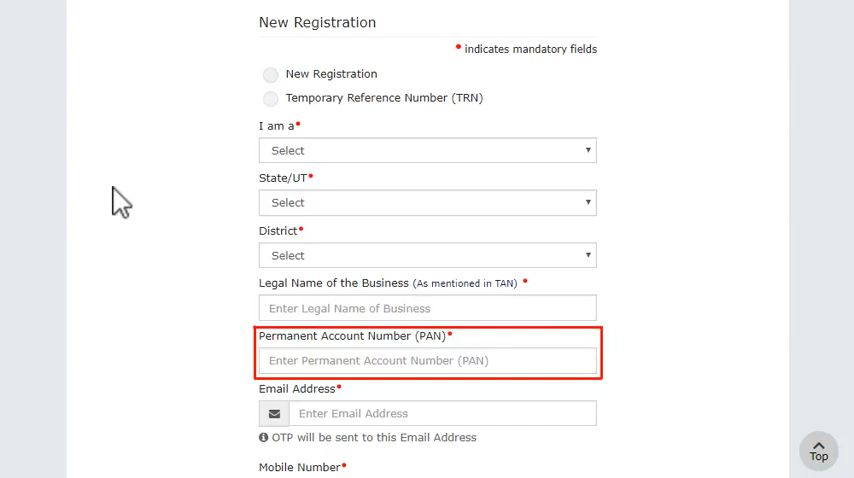 New Registration
• indicates mandatory fields
New Registration
Temporary Reference Number (TRN)
I am a•
Select
State/UT•
Select
District•
Select
Legal Name of the Business (As mentioned in TAN) •
Enter Legal Name of Business
Permanent Account Number (PAN)•
Enter Permanent Account Number (PAN)
Email Address•
Enter Email Address
OTP will be sent to this Email Address
Top
Mobile Number•